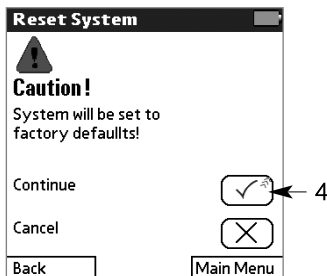 Reset System
Caution!
System will be set to
factory defaullts!
Continue
4
Cancel
Back
Main Menu